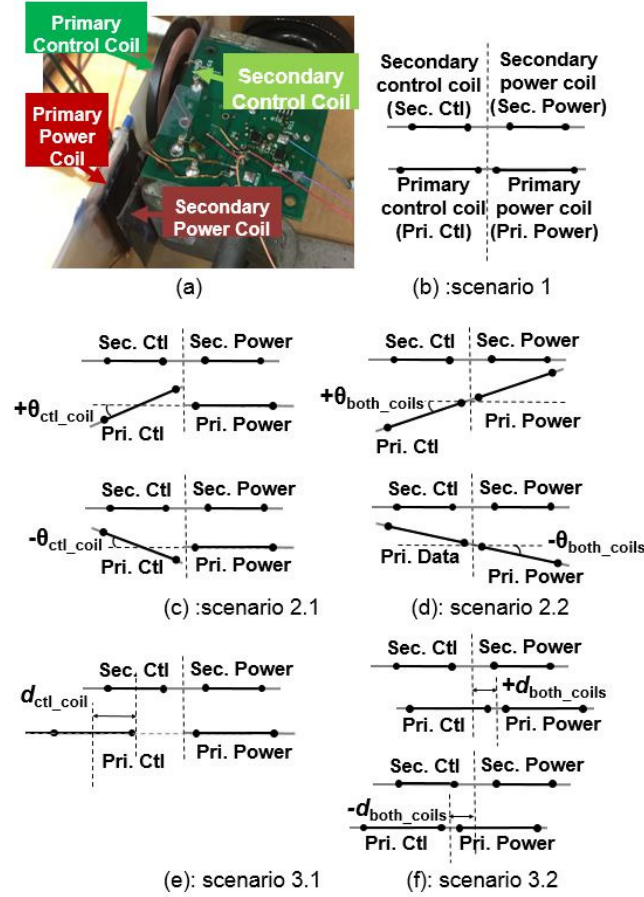 Primary
Control Coil
Secondary
Control Coil
Primary
Power
Coil
Secondary
Power Coil
(a)
Secondary
control coil
(Sec. Ctl)
Secondary
power coil
(Sec. Power)
Primary
control coil
(Pri. Ctl)
Primary
power coil
(Pri. Power)
(b) :scenario 1
Sec. Ctl Sec. Power
+θctl_coil
Pri. Ctl Pri. Power
Sec. Ctl Sec. Power
-θctl_coil
Pri. Ctl Pri. Power
(c) :scenario 2.1
Sec. Ctl Sec. Power
+θboth_coils
Pri. Power
Pri. Ctl
Sec. Ctl Sec. Power
-θboth_coils
Pri. Data
Pri. Power
(d): scenario 2.2
Sec. Ctl Sec. Power
dctl_coil
Pri. Ctl Pri. Power
(e): scenario 3.1
Sec. Ctl Sec. Power
+dboth_coils
Pri. Ctl Pri. Power
Sec. Ctl Sec. Power
-dboth_coils
Pri. Ctl Pri. Power
(f): scenario 3.2